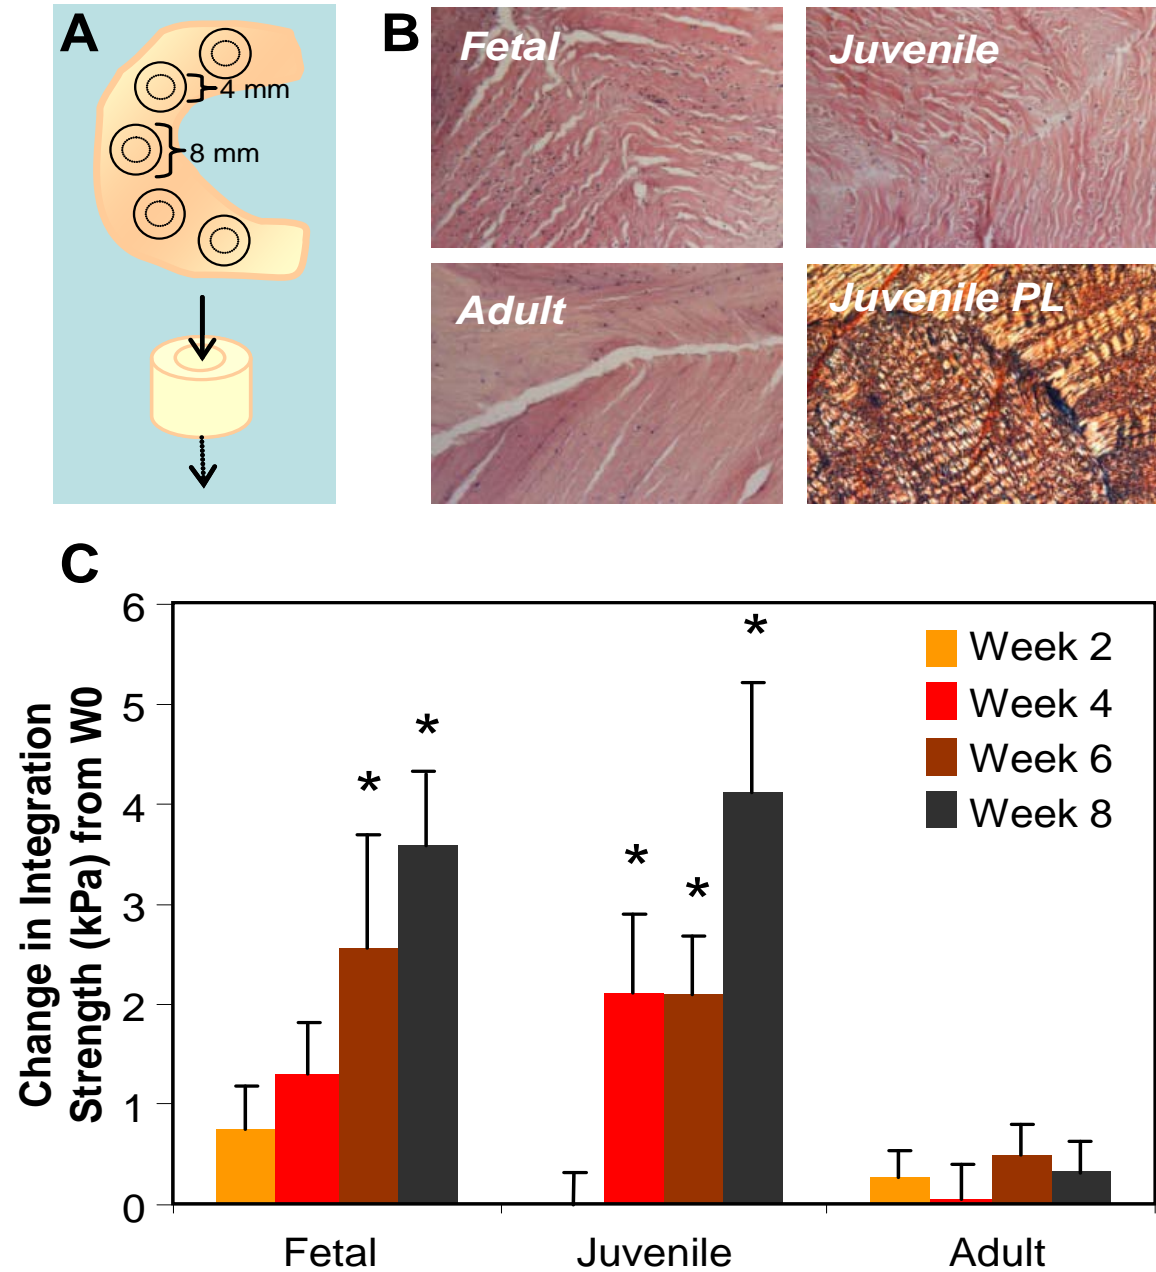 A
4 mm
8 mm
B
Fetal
Juvenile
Adult
Juvenile PL
C
Change in Integration
Strength (kPa) from W0
6
5
4
3
2
1
0
*
*
*
*
*
Week 2
Week 4
Week 6
Week 8
Fetal
Juvenile
Adult